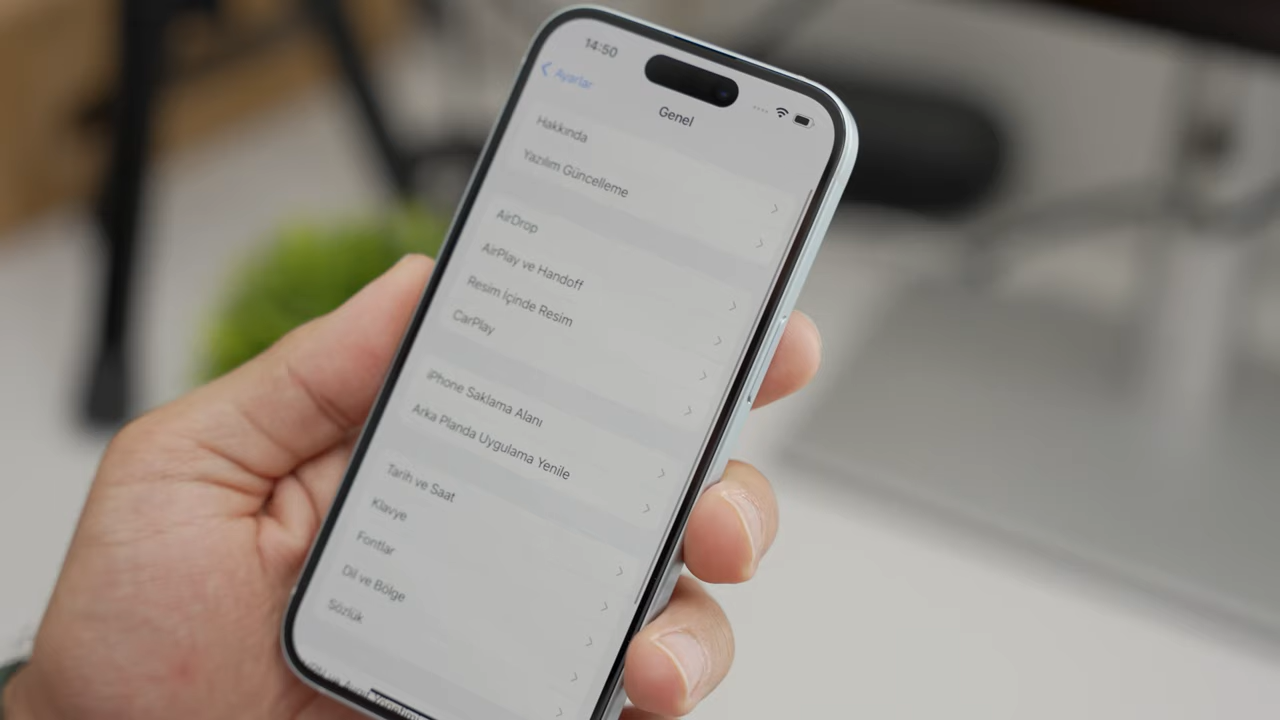 14:50
Ayarlar
Genel
Hakkında
Yazılım Güncelleme
AirDrop
AirPlay ve Handoff
Resim İçinde Resim
CarPlay
iPhone Saklama Alanı
Arka Planda Uygulama Yenile
Tarih ve Saat
Klavye
Fontlar
Dil ve Bölge
Sözlük